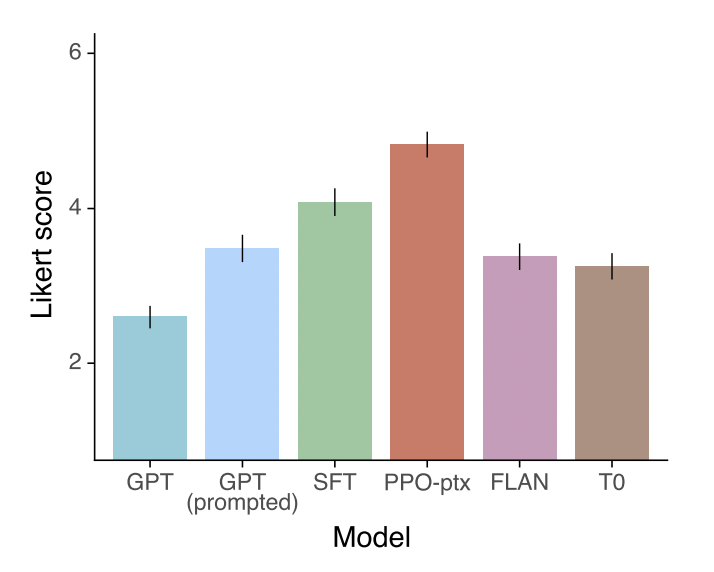 6
4
2
Likert score
GPT
GPT
(prompted)
SFT
PPO-ptx
FLAN
T0
Model